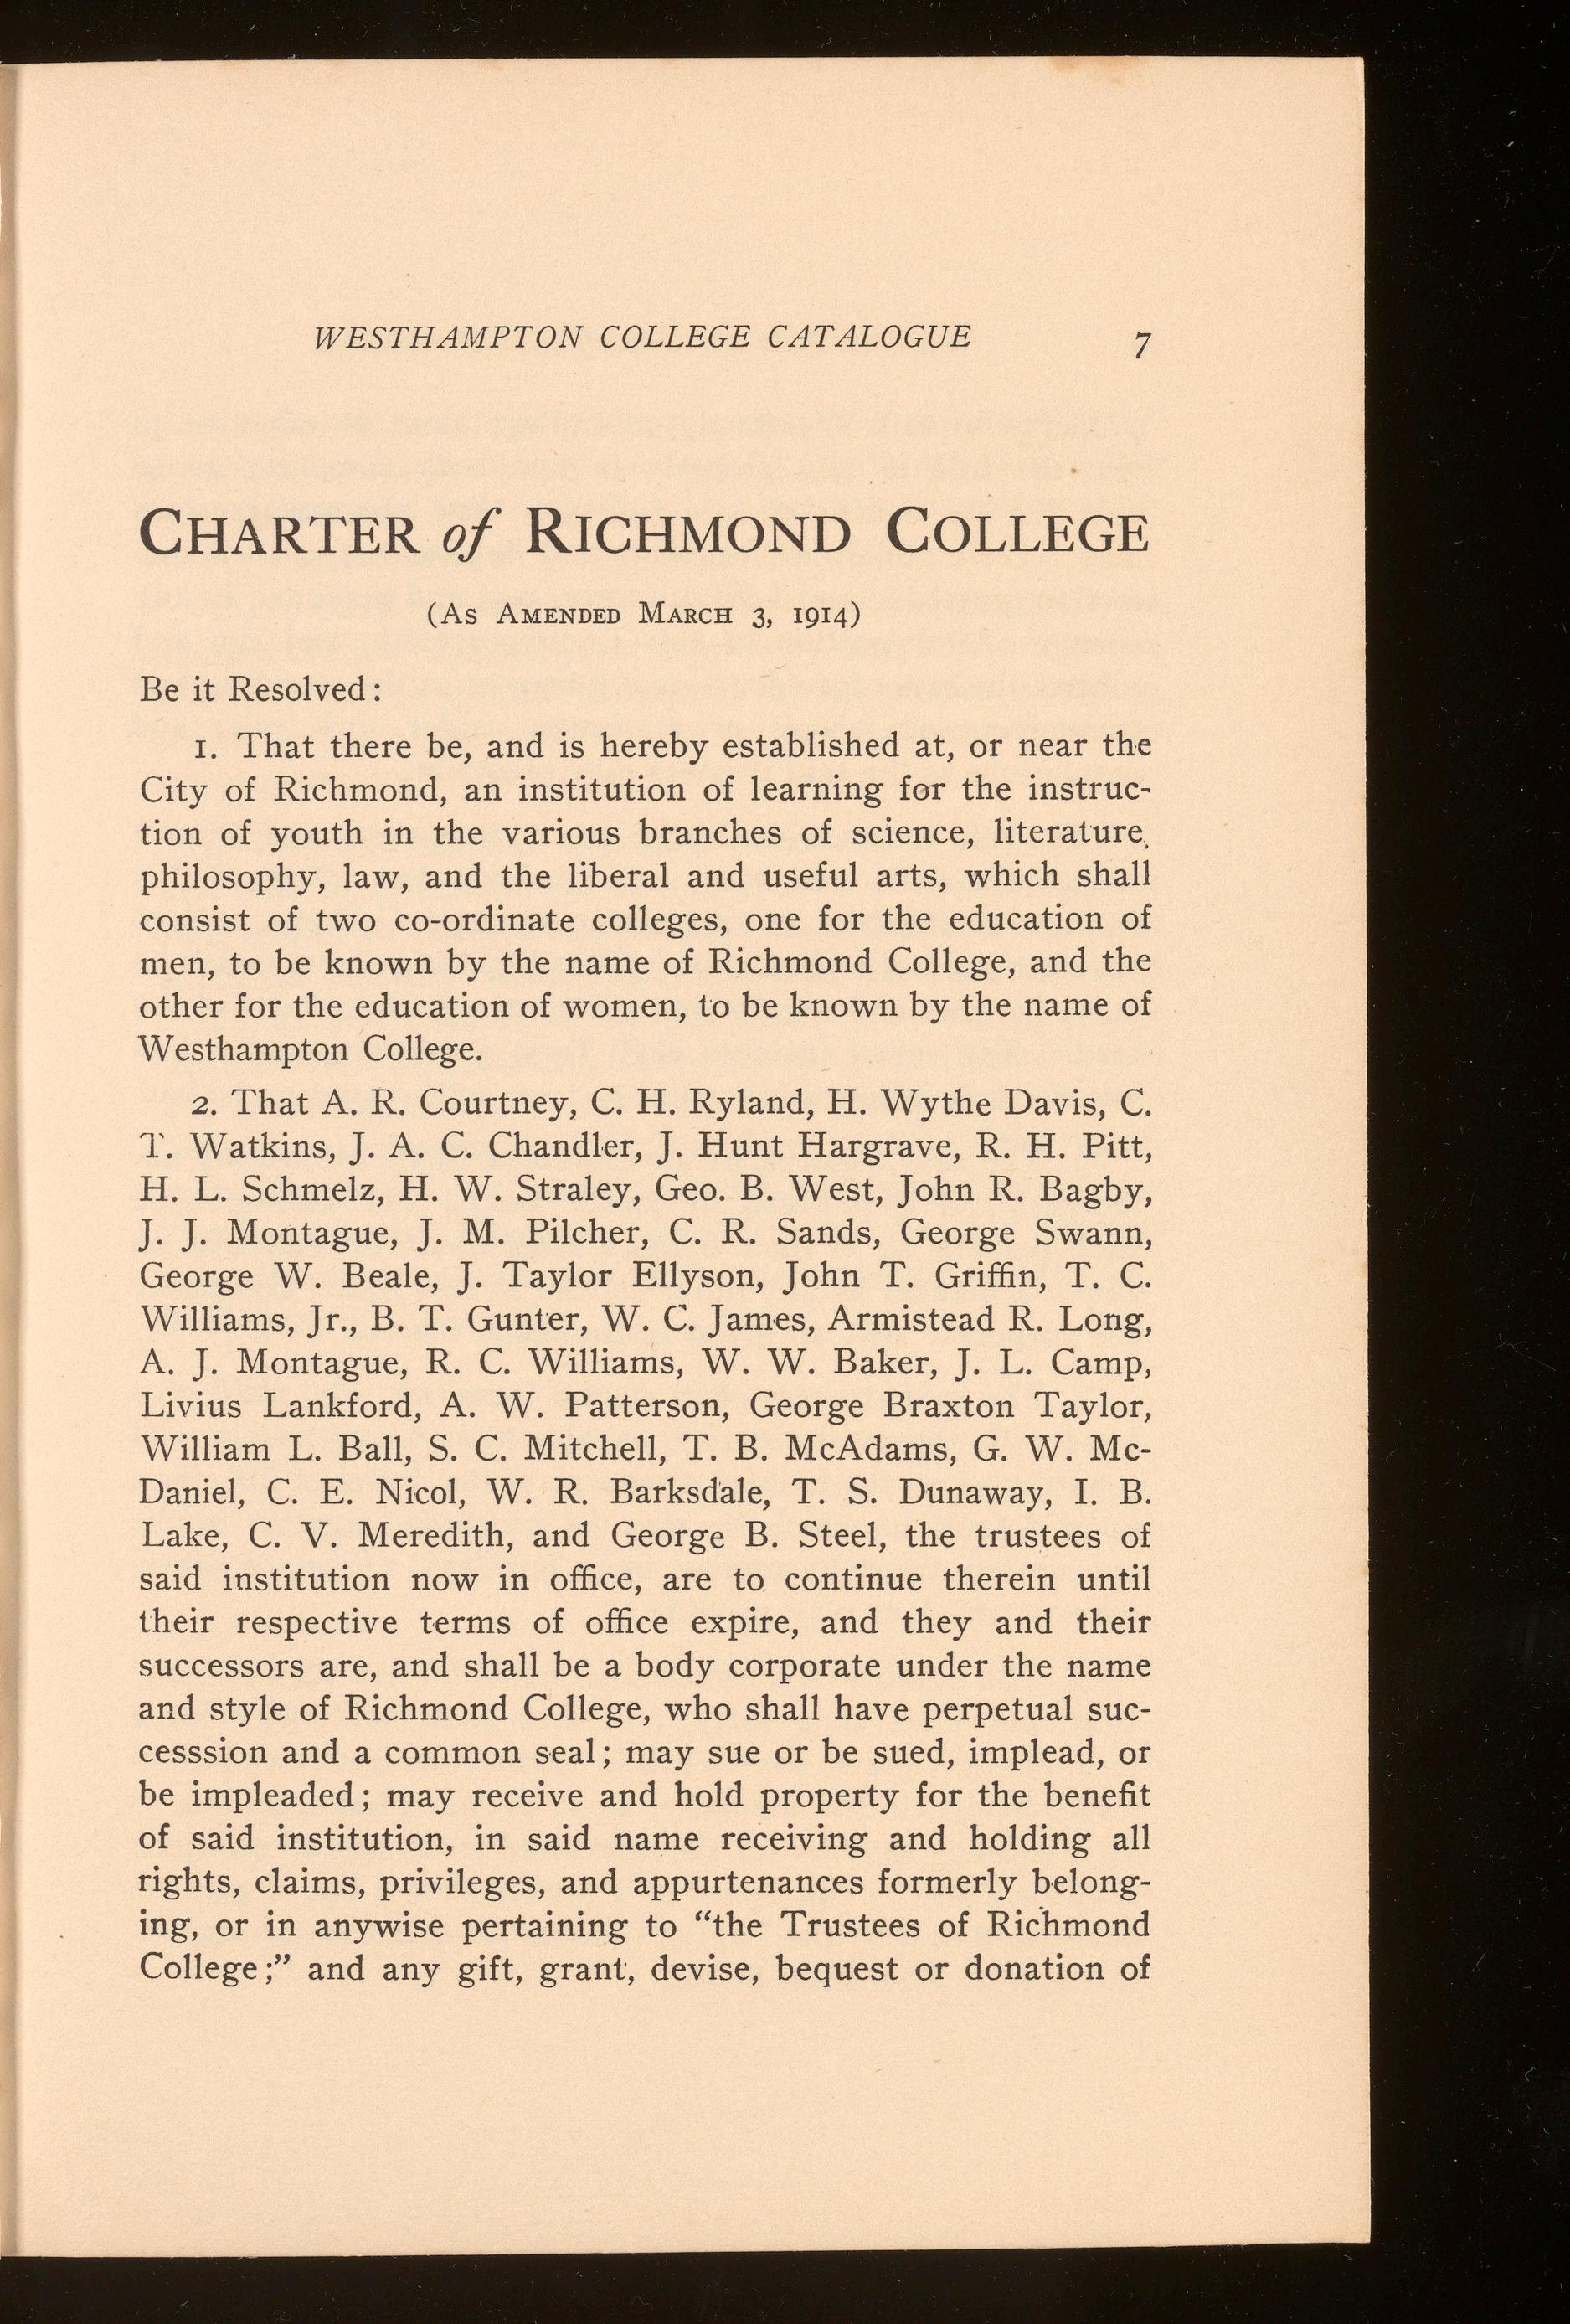 WESTHAMPTON COLLEGE CATALOGUE 7
CHARTER of RICHMOND COLLEGE
(As Amended March 3, 1914)
Be it Resolved:
1. That there be, and is hereby established at, or near the
City of Richmond, an institution of learning for the instruc-
tion of youth in the various branches of science, literature,
philosophy, law, and the liberal and useful arts, which shall
consist of two co-ordinate colleges, one for the education of
men, to be known by the name of Richmond College, and the
other for the education of women, to be known by the name of
Westhampton College.
2. That A. R. Courtney, C. H. Ryland, H. Wythe Davis, C.
T. Watkins, J. A. C. Chandler, J. Hunt Hargrave, R. H. Pitt,
H. L. Schmelz, H. W. Straley, Geo. B. West, John R. Bagby,
J. J. Montague, J. M. Pilcher, C. R. Sands, George Swann,
George W. Beale, J. Taylor Ellyson, John T. Griffin, T. C.
Williams, Jr., B. T. Gunter, W. C. James, Armistead R. Long,
A. J. Montague, R. C. Williams, W. W. Baker, J. L. Camp,
Livius Lankford, A. W. Patterson, George Braxton Taylor,
William L. Ball, S. C. Mitchell, T. B. McAdams, G. W. Mc-
Daniel, C. E. Nicol, W. R. Barksdale, T. S. Dunaway, I. B.
Lake, C. V. Meredith, and George B. Steel, the trustees of
said institution now in office, are to continue therein until
their respective terms of office expire, and they and their
successors are, and shall be a body corporate under the name
and style of Richmond College, who shall have perpetual suc-
cesssion and a common seal; may sue or be sued, implead, or
be impleaded; may receive and hold property for the benefit
of said institution, in said name receiving and holding all
rights, claims, privileges, and appurtenances formerly belong-
ing, or in anywise pertaining to "the Trustees of Richmond
College;" and any gift, grant, devise, bequest or donation of